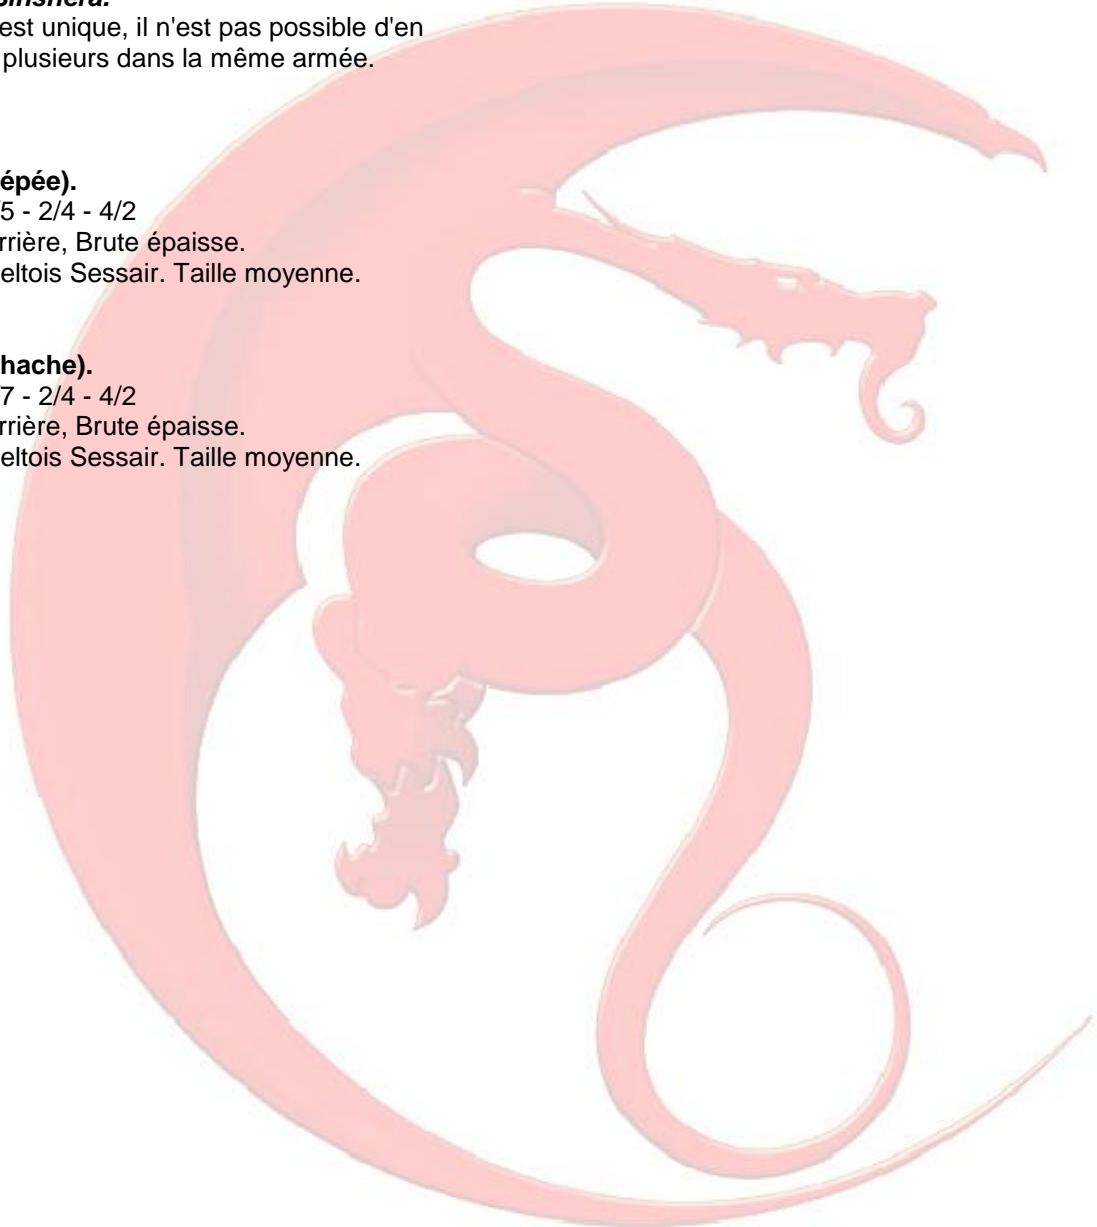 Sinshera.
est unique, il n'est pas possible d'en
plusieurs dans la même armée.
épée).
/5 - 2/4 - 4/2
rrière, Brute épaisse.
eltois Sessair. Taille moyenne.
hache).
/7 - 2/4 - 4/2
rrière, Brute épaisse.
eltois Sessair. Taille moyenne.